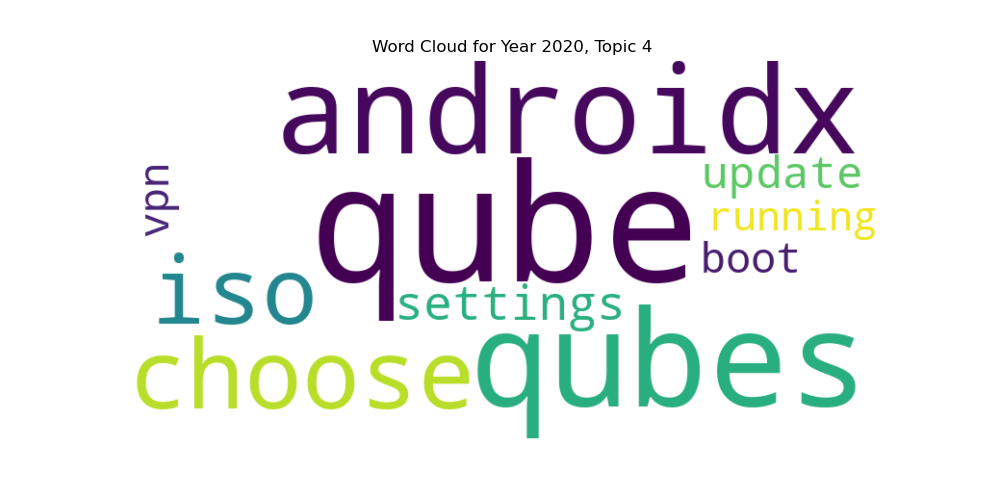 Word Cloud for Year 2020, Topic 4
androidx
qube
update
vpn
running
boot
iso
settings
choose
qubes